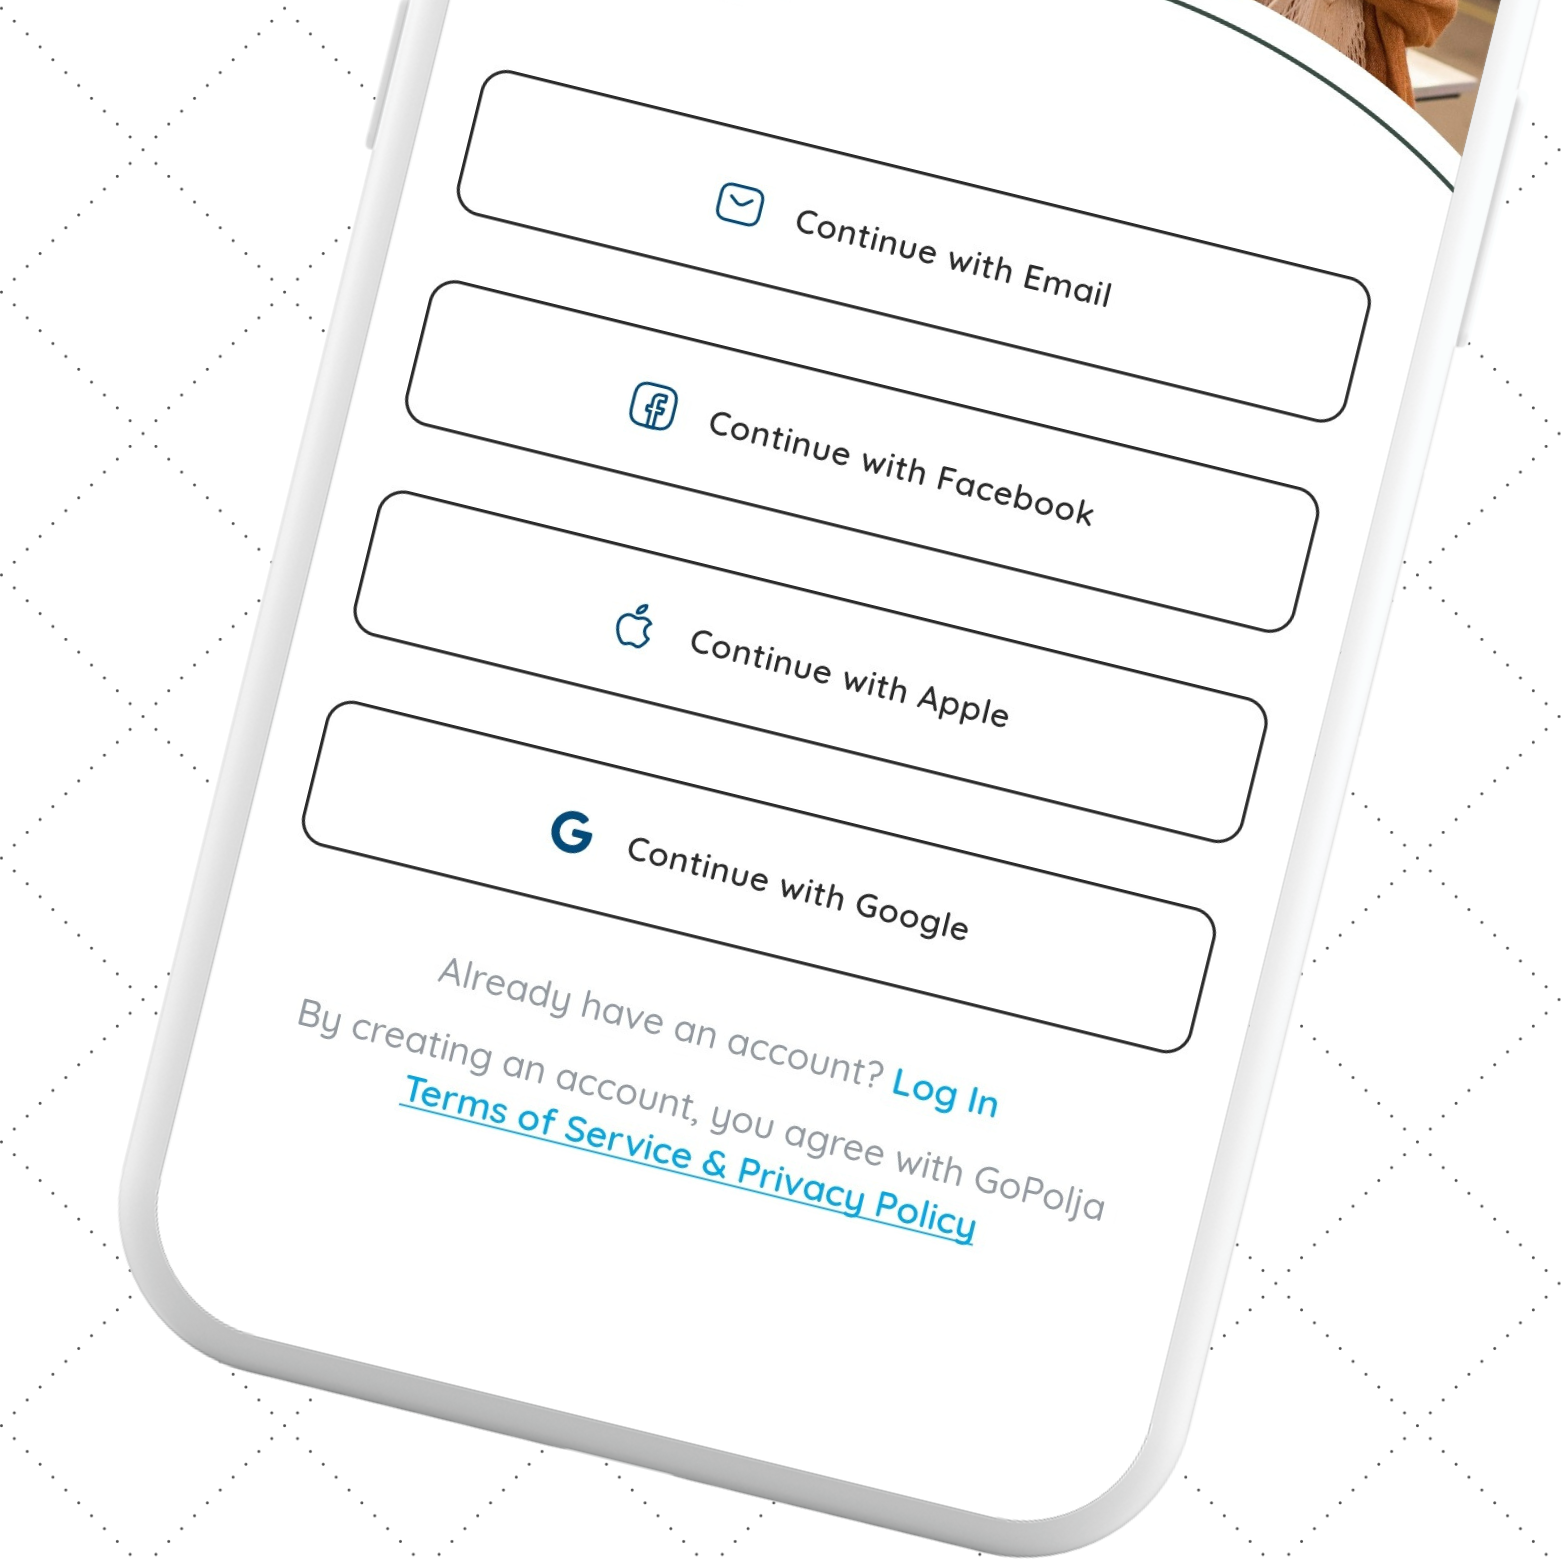 Continue with Email
Continue with Facebook
Continue with Apple
Continue with Google
Already have an account? Log In
By creating an account, you agree with GoPolja
Terms of Service & Privacy Policy